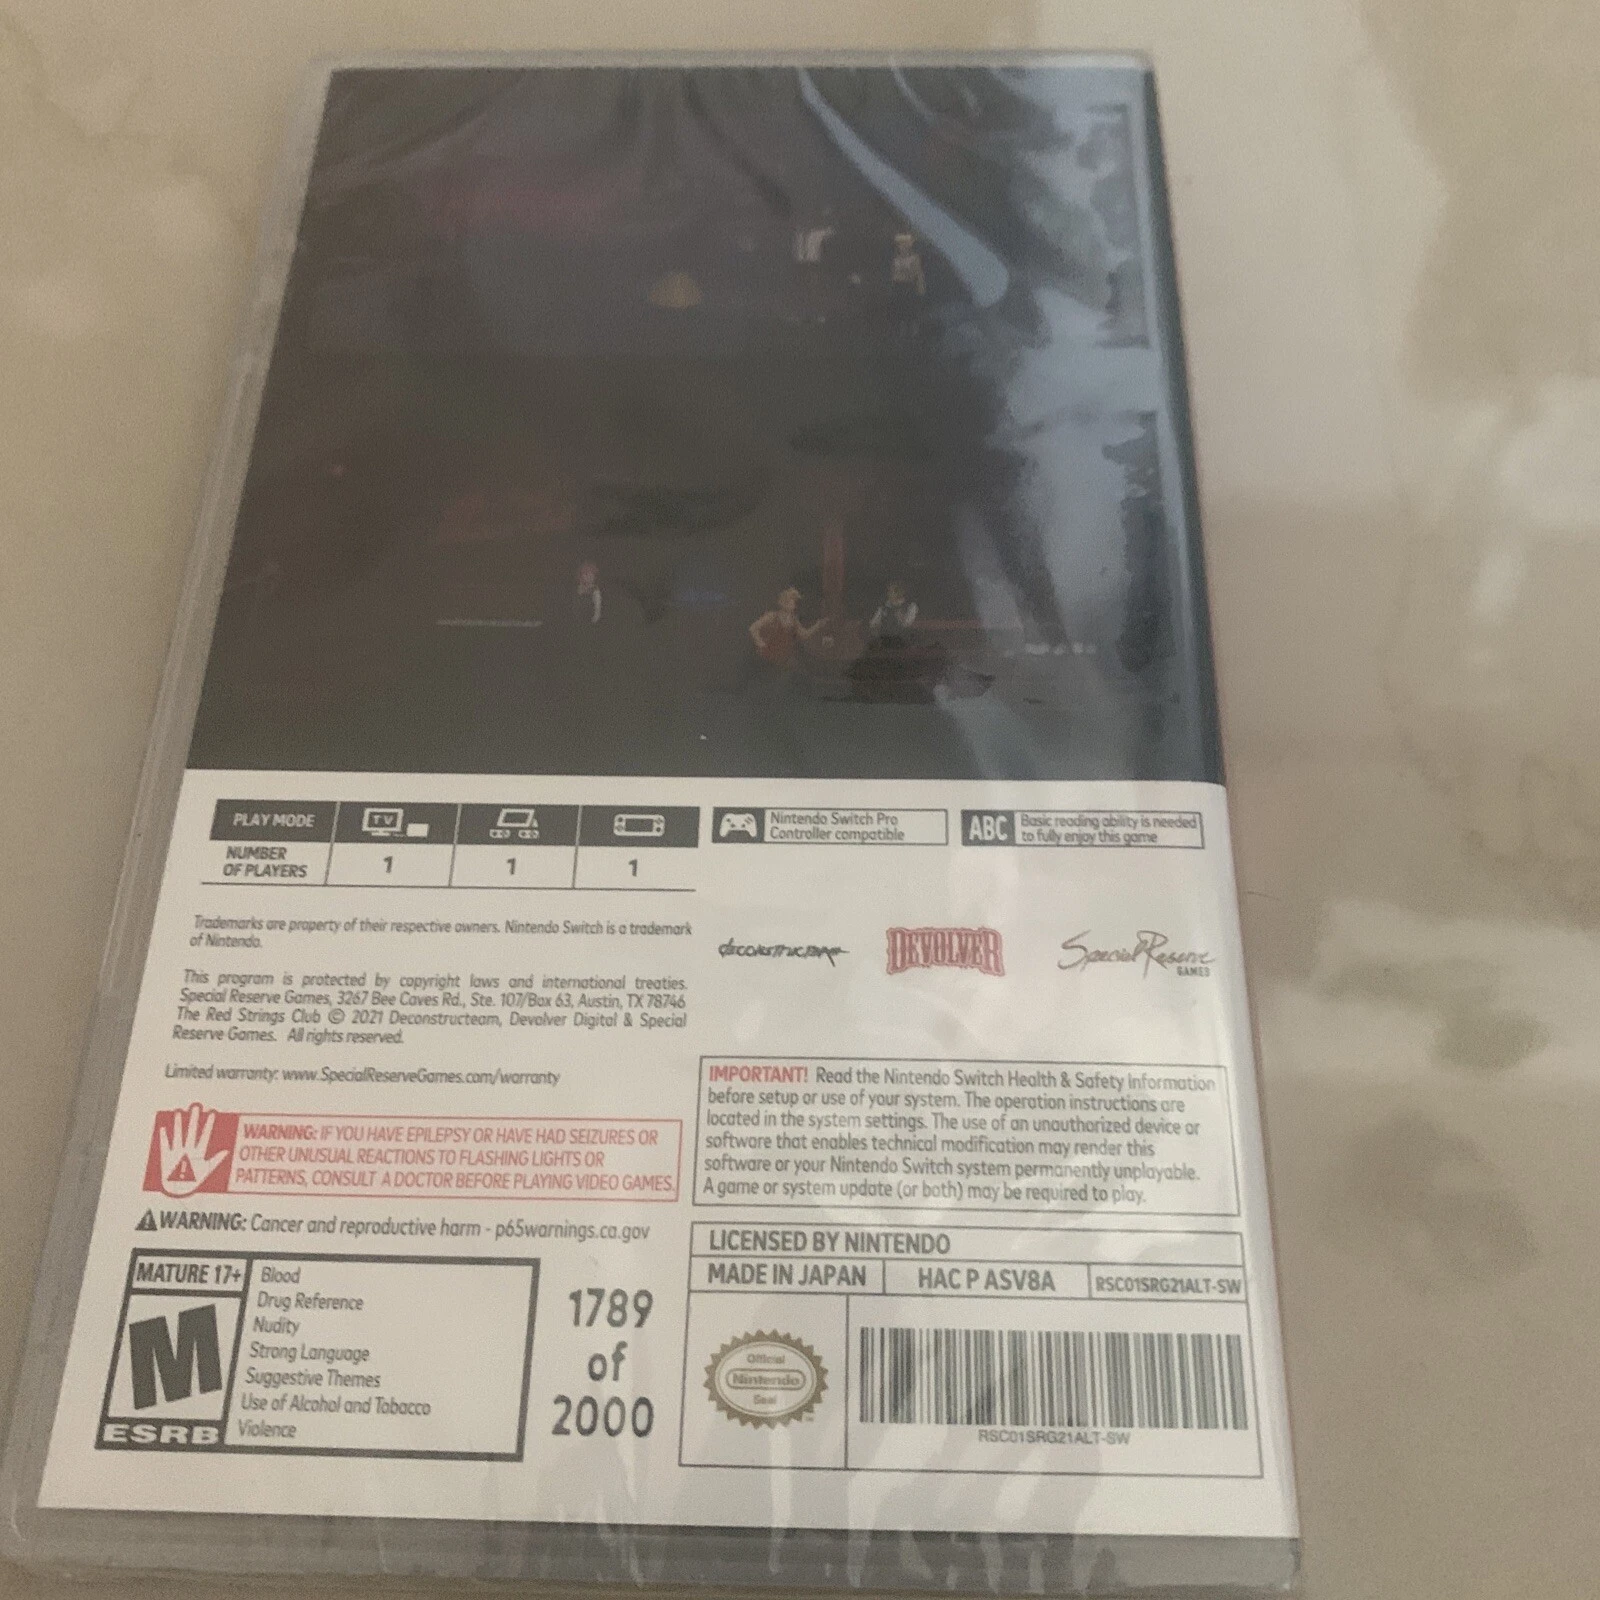 PLAY MODE
TV
NUMBER
OF PLAYERS
1
1
1
Nintendo Switch Pro
Controller compatible
ABC
Basic reading ability is needed
to fully enjoy this game
Trademarks are property of their respective owners. Nintendo Switch is a trademark
of Nintendo.
This program is protected by copyright laws and international treaties.
Special Reserve Games, 3267 Bee Caves Rd., Ste. 107/Box 63, Austin, TX 78746
The Red Strings Club © 2021 Deconstructeam, Devolver Digital & Special
Reserve Games. All rights reserved.
Limited warranty: www.SpecialReserveGames.com/warranty
deconstructeam
DEVOLVER
Special Reserve
GAMES
WARNING: IF YOU HAVE EPILEPSY OR HAVE HAD SEIZURES OR
OTHER UNUSUAL REACTIONS TO FLASHING LIGHTS OR
PATTERNS, CONSULT A DOCTOR BEFORE PLAYING VIDEO GAMES.
WARNING: Cancer and reproductive harm - p65warnings.ca.gov
IMPORTANT! Read the Nintendo Switch Health & Safety Information
before setup or use of your system. The operation instructions are
located in the system settings. The use of an unauthorized device or
software that enables technical modification may render this
software or your Nintendo Switch system permanently unplayable.
A game or system update (or both) may be required to play.
MATURE 17+
M
ESRB
Blood
Drug Reference
Nudity
Strong Language
Suggestive Themes
Use of Alcohol and Tobacco
Violence
1789
of
2000
LICENSED BY NINTENDO
MADE IN JAPAN
HAC P ASV8A
RSC01SRG21ALT-SW
Official
Nintendo
Seal
RSC01SRG21ALT-SW